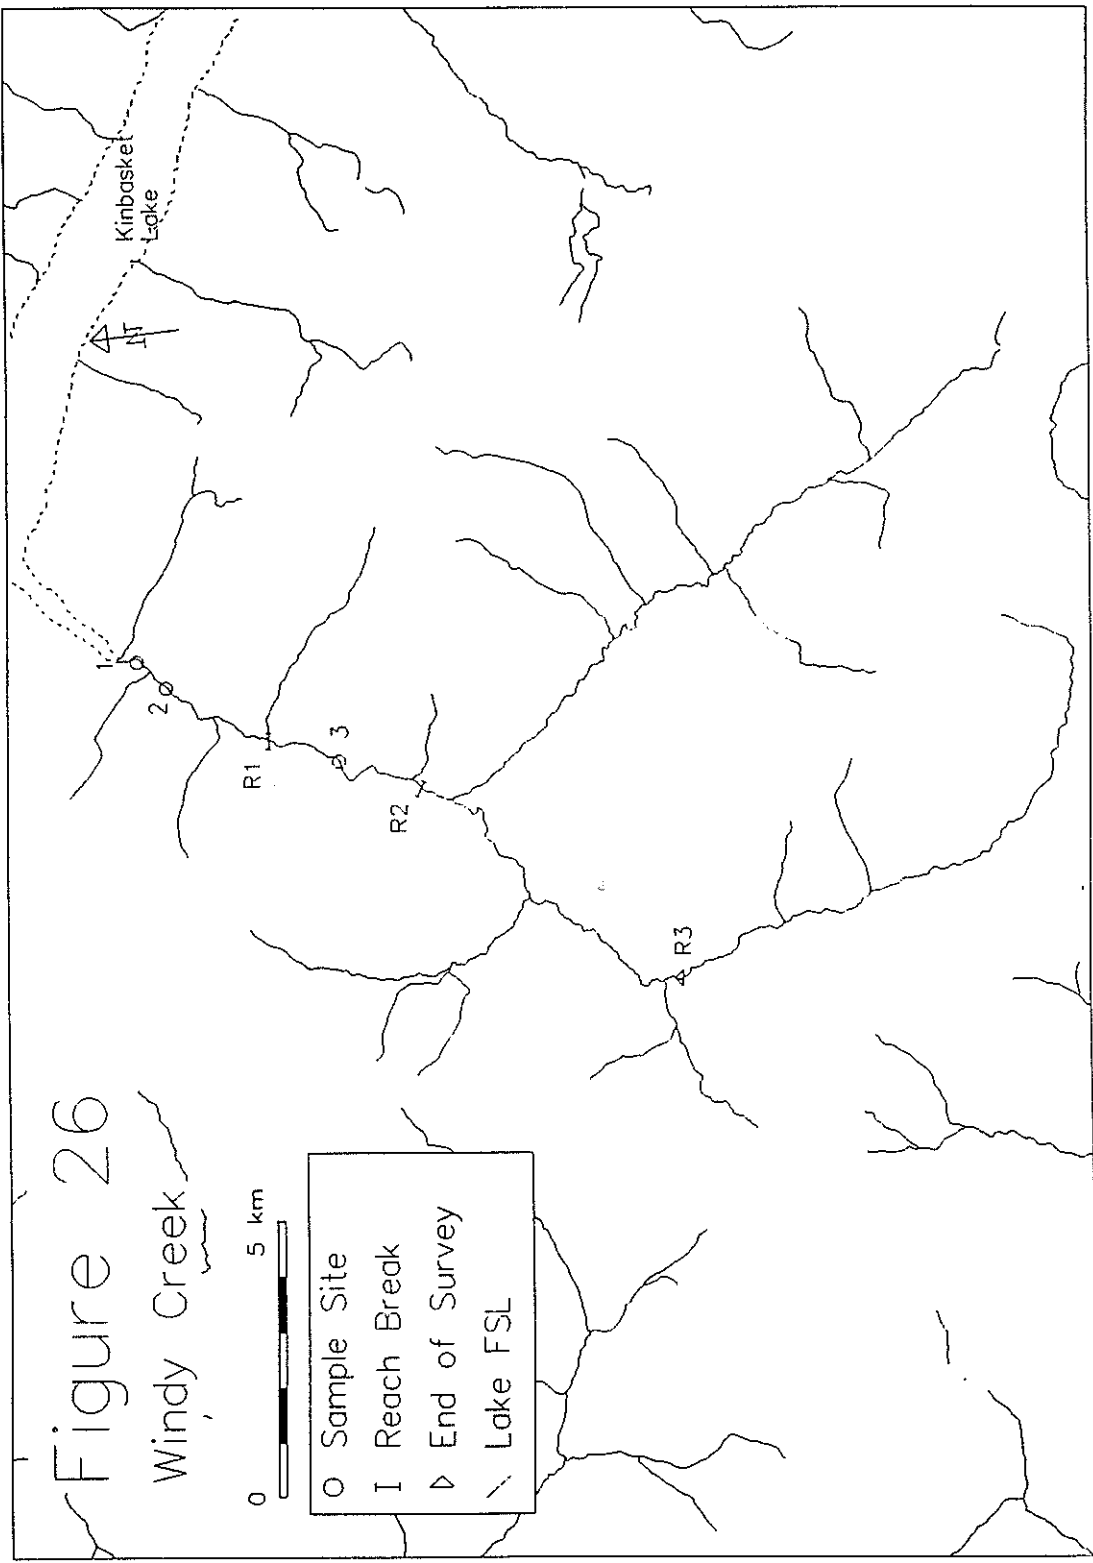 Figure 26
Windy Creek
0 5 km
Sample Site
Reach Break
End of Survey
Lake FSL
Kinbasket
Lake
N
1
2
R1
3
R2
R3